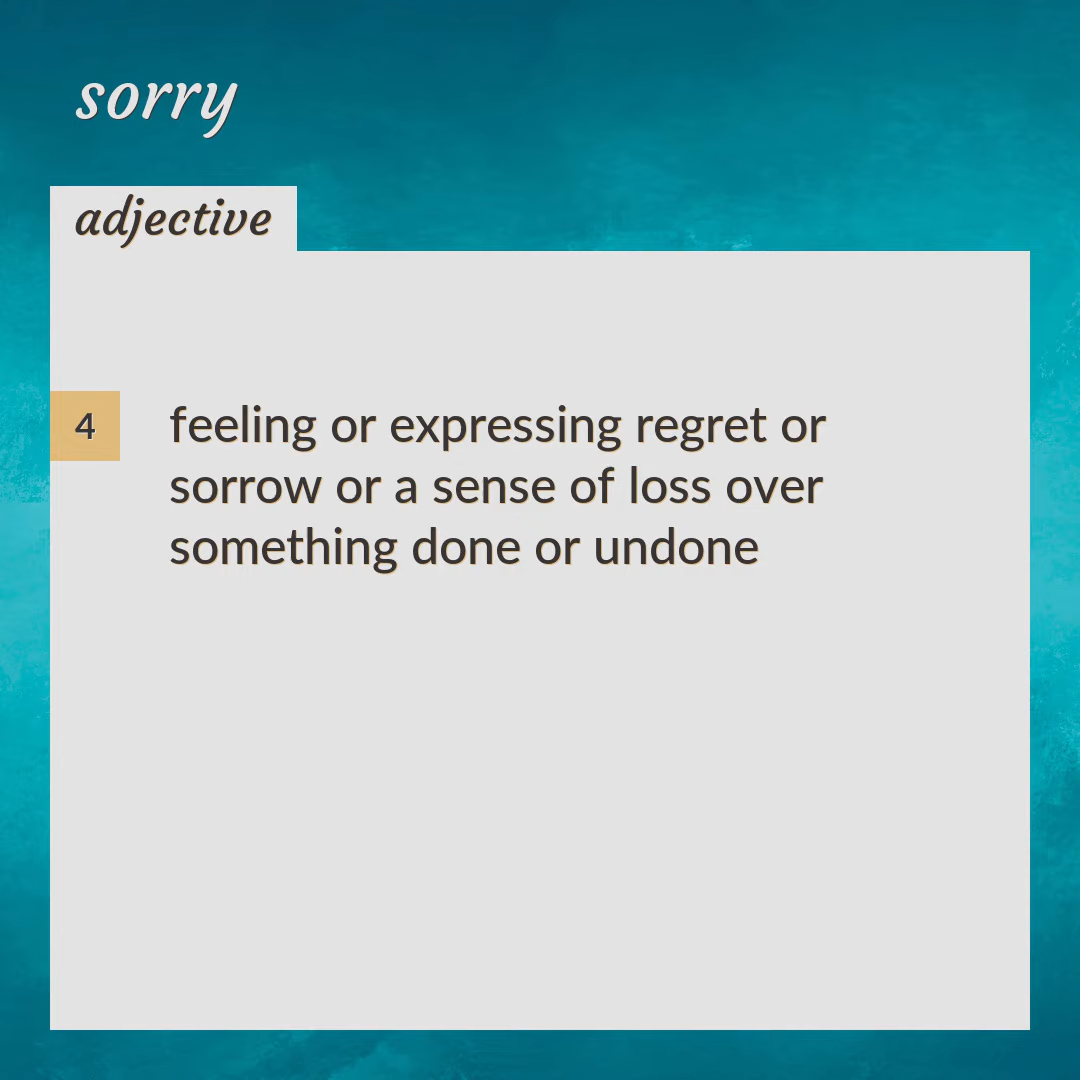 sorry
adjective
4
feeling or expressing regret or
sorrow or a sense of loss over
something done or undone